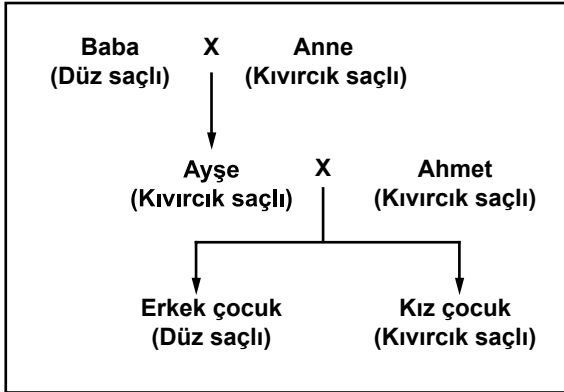 Baba X Anne
(Düz saçlı) (Kıvırcık saçlı)
Ayşe X Ahmet
(Kıvırcık saçlı) (Kıvırcık saçlı)
Erkek çocuk Kız çocuk
(Düz saçlı) (Kıvırcık saçlı)